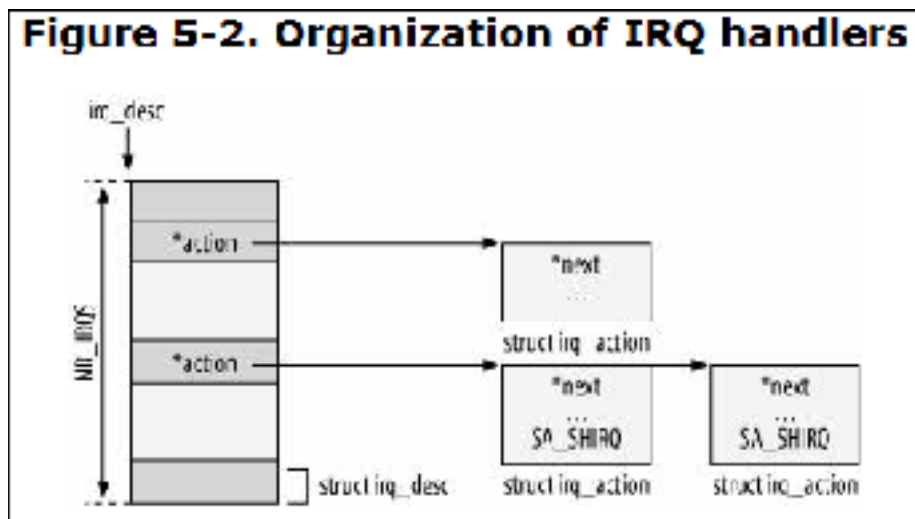 Figure 5-2. Organization of IRQ handlers
irq_desc
*action
*next
...
NR_IRQS
struct irq_action
*action
*next
*next
...
...
SA_SHIRQ
SA_SHIRQ
struct irq_desc
struct irq_action
struct irq_action